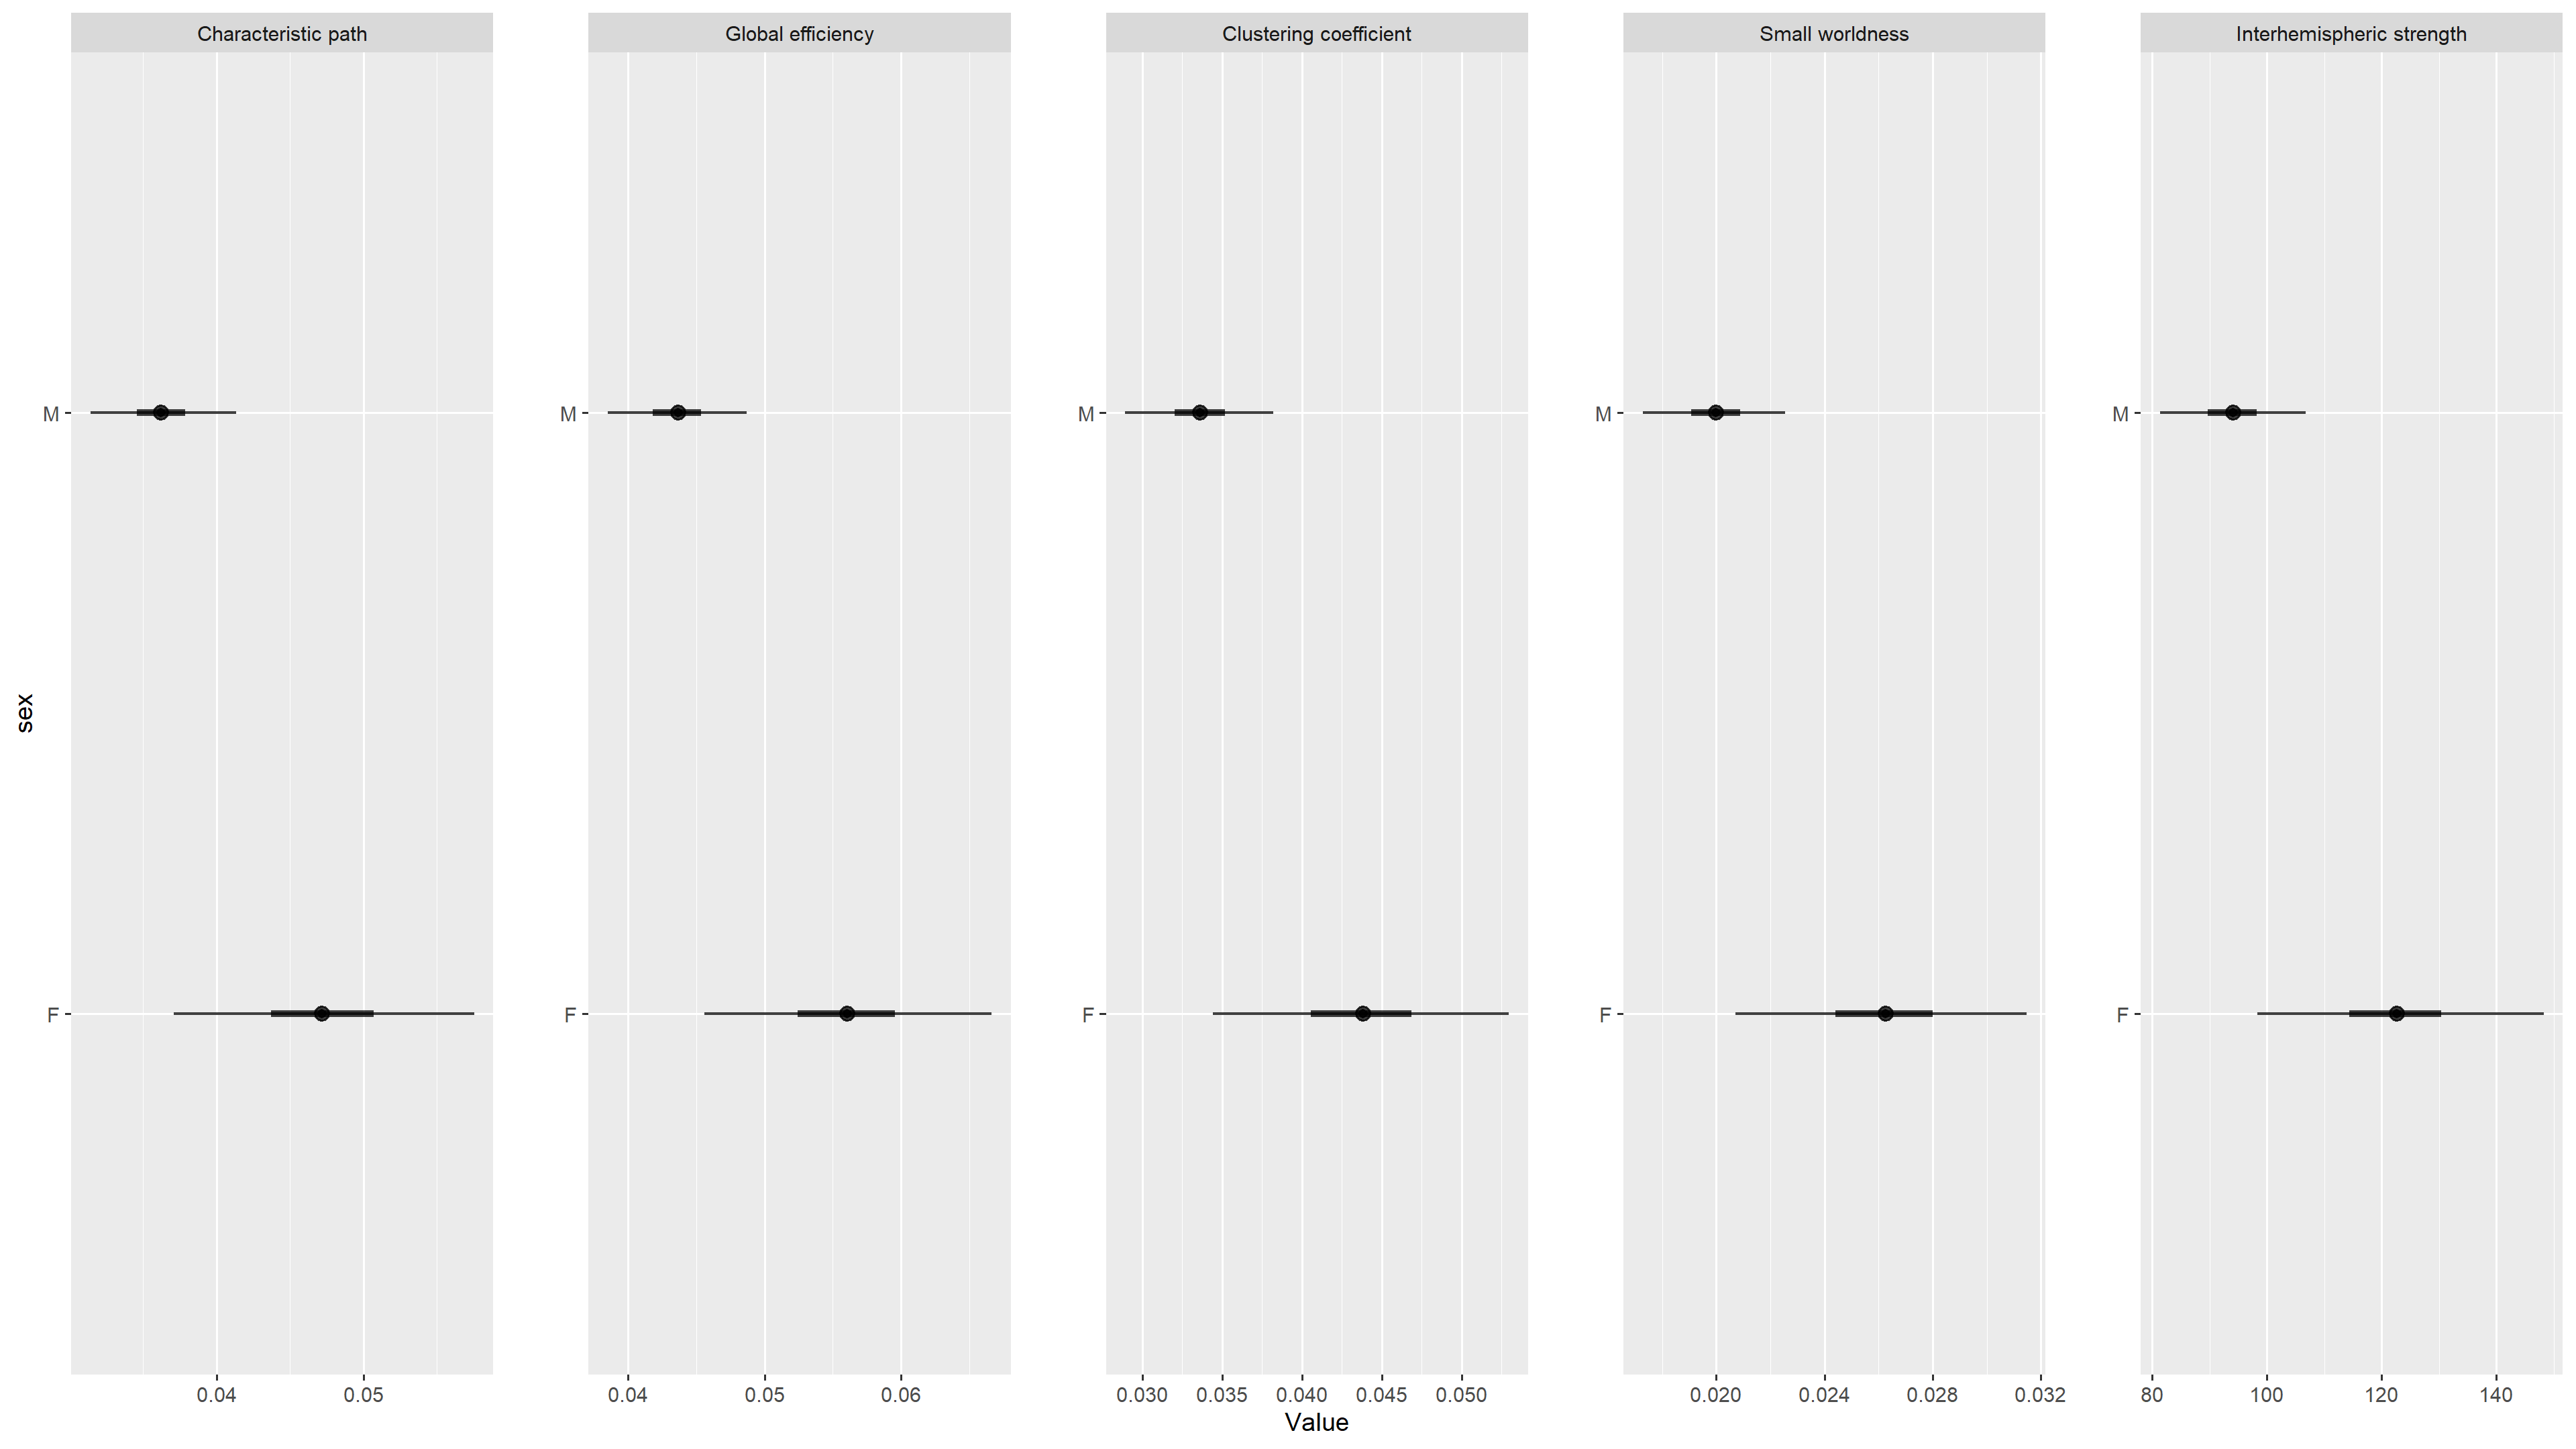 Characteristic path
Global efficiency
Clustering coefficient
Small worldness
Interhemispheric strength
M
M
M
M
M
sex
F
F
F
F
F
0.04 0.05
0.04 0.05 0.06
0.030 0.035 0.040 0.045 0.050
0.020 0.024 0.028 0.032
80 100 120 140
Value